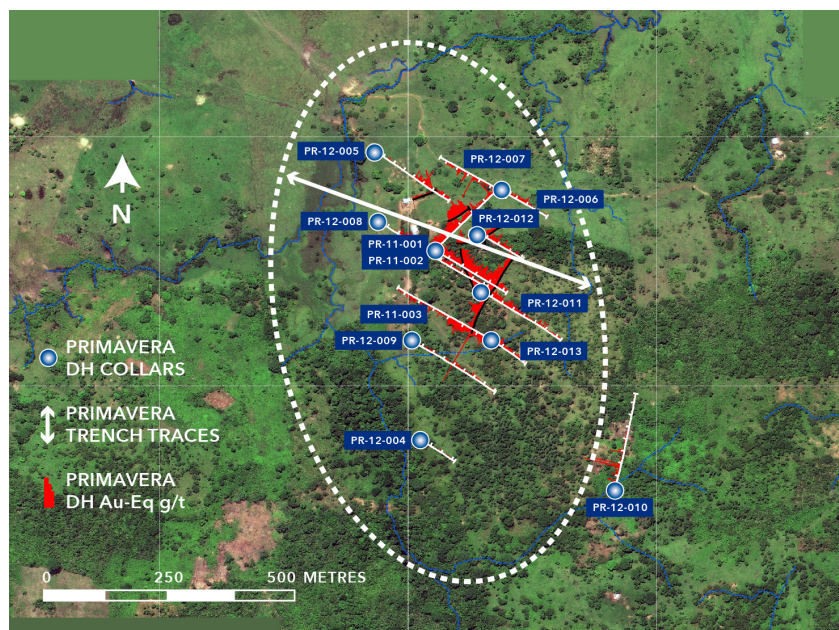 PR-12-005
PR-12-007
PR-12-006
PR-12-008
PR-12-012
PR-11-001
PR-11-002
PR-12-011
PR-11-003
PR-12-009
PR-12-013
PR-12-004
PR-12-010
N
PRIMAVERA
DH COLLARS
PRIMAVERA
TRENCH TRACES
PRIMAVERA
DH Au-Eq g/t
0 250 500 METRES